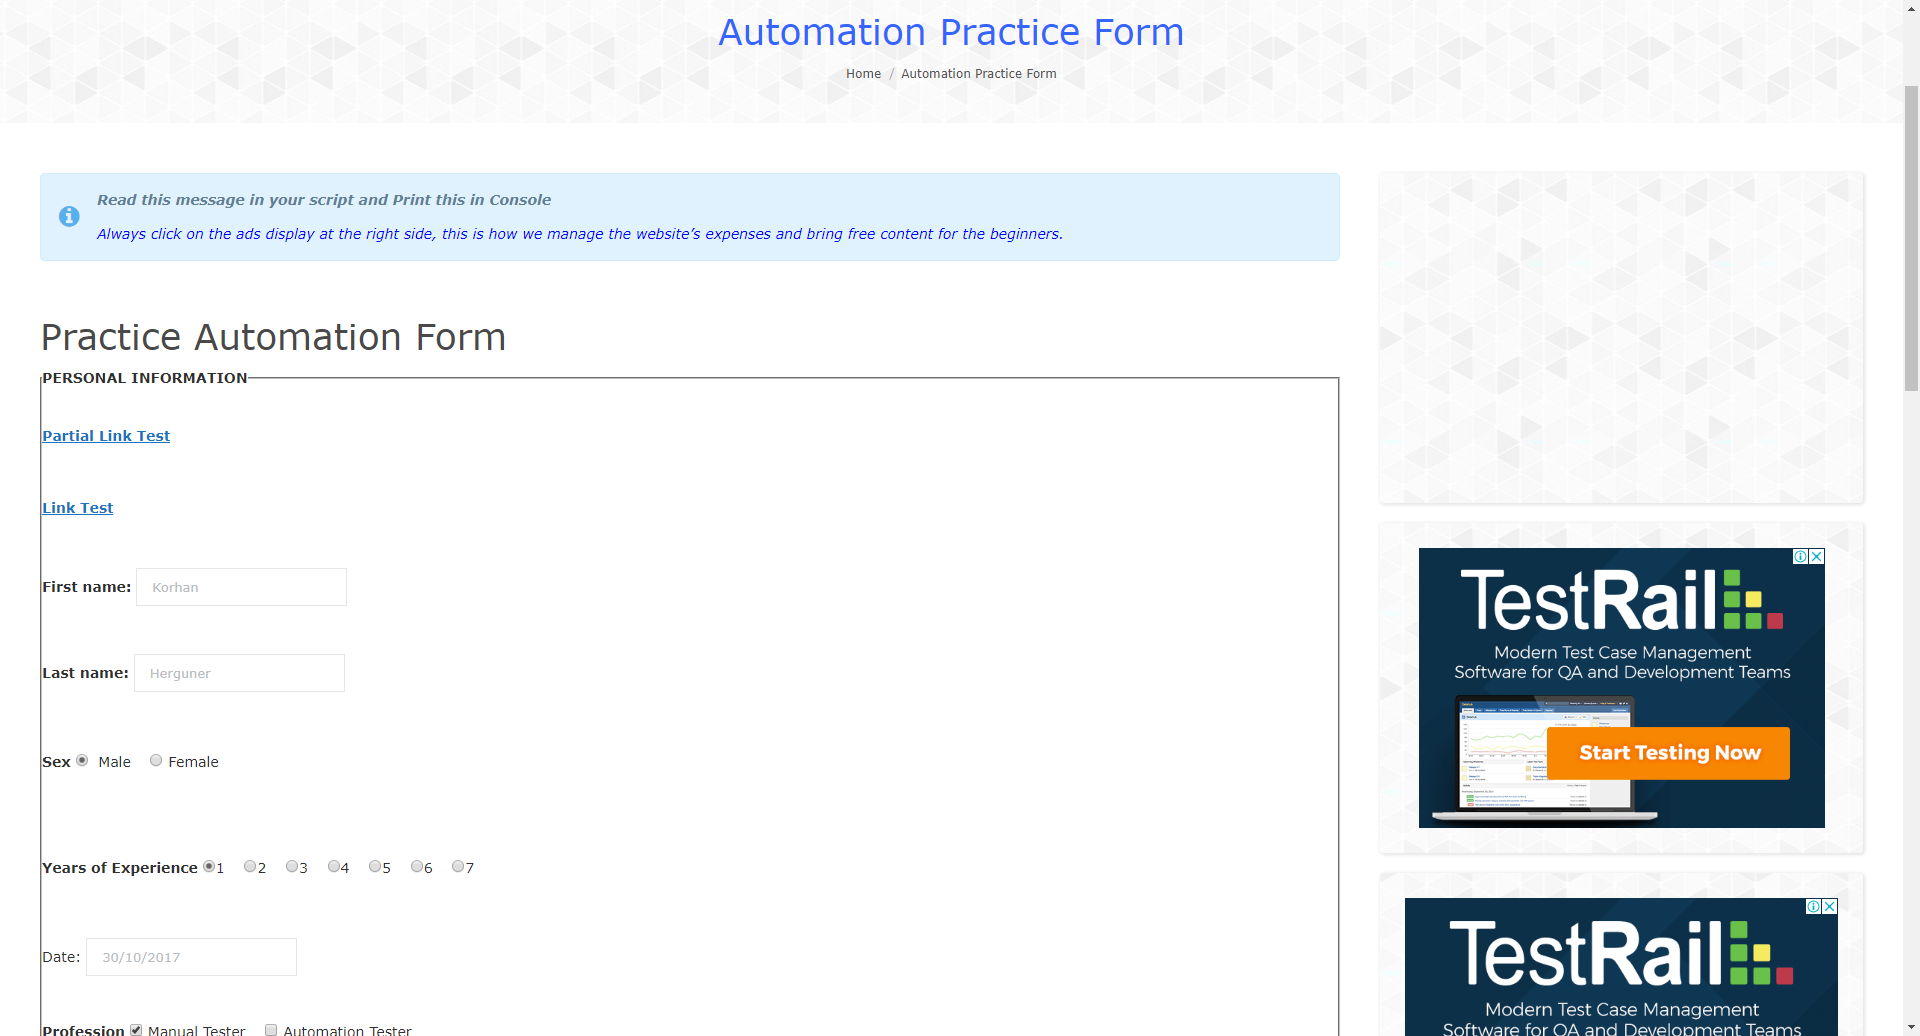 Automation Practice Form
Home / Automation Practice Form
Read this message in your script and Print this in Console
Always click on the ads display at the right side, this is how we manage the website’s expenses and bring free content for the beginners.
Practice Automation Form
PERSONAL INFORMATION
Partial Link Test
Link Test
First name: Korhan
Last name: Herguner
Sex Male Female
Years of Experience 1 2 3 4 5 6 7
Date: 30/10/2017
Profession Manual Tester Automation Tester
TestRail
Modern Test Case Management
Software for QA and Development Teams
Start Testing Now
TestRail
Modern Test Case Management
Software for QA and Development Teams